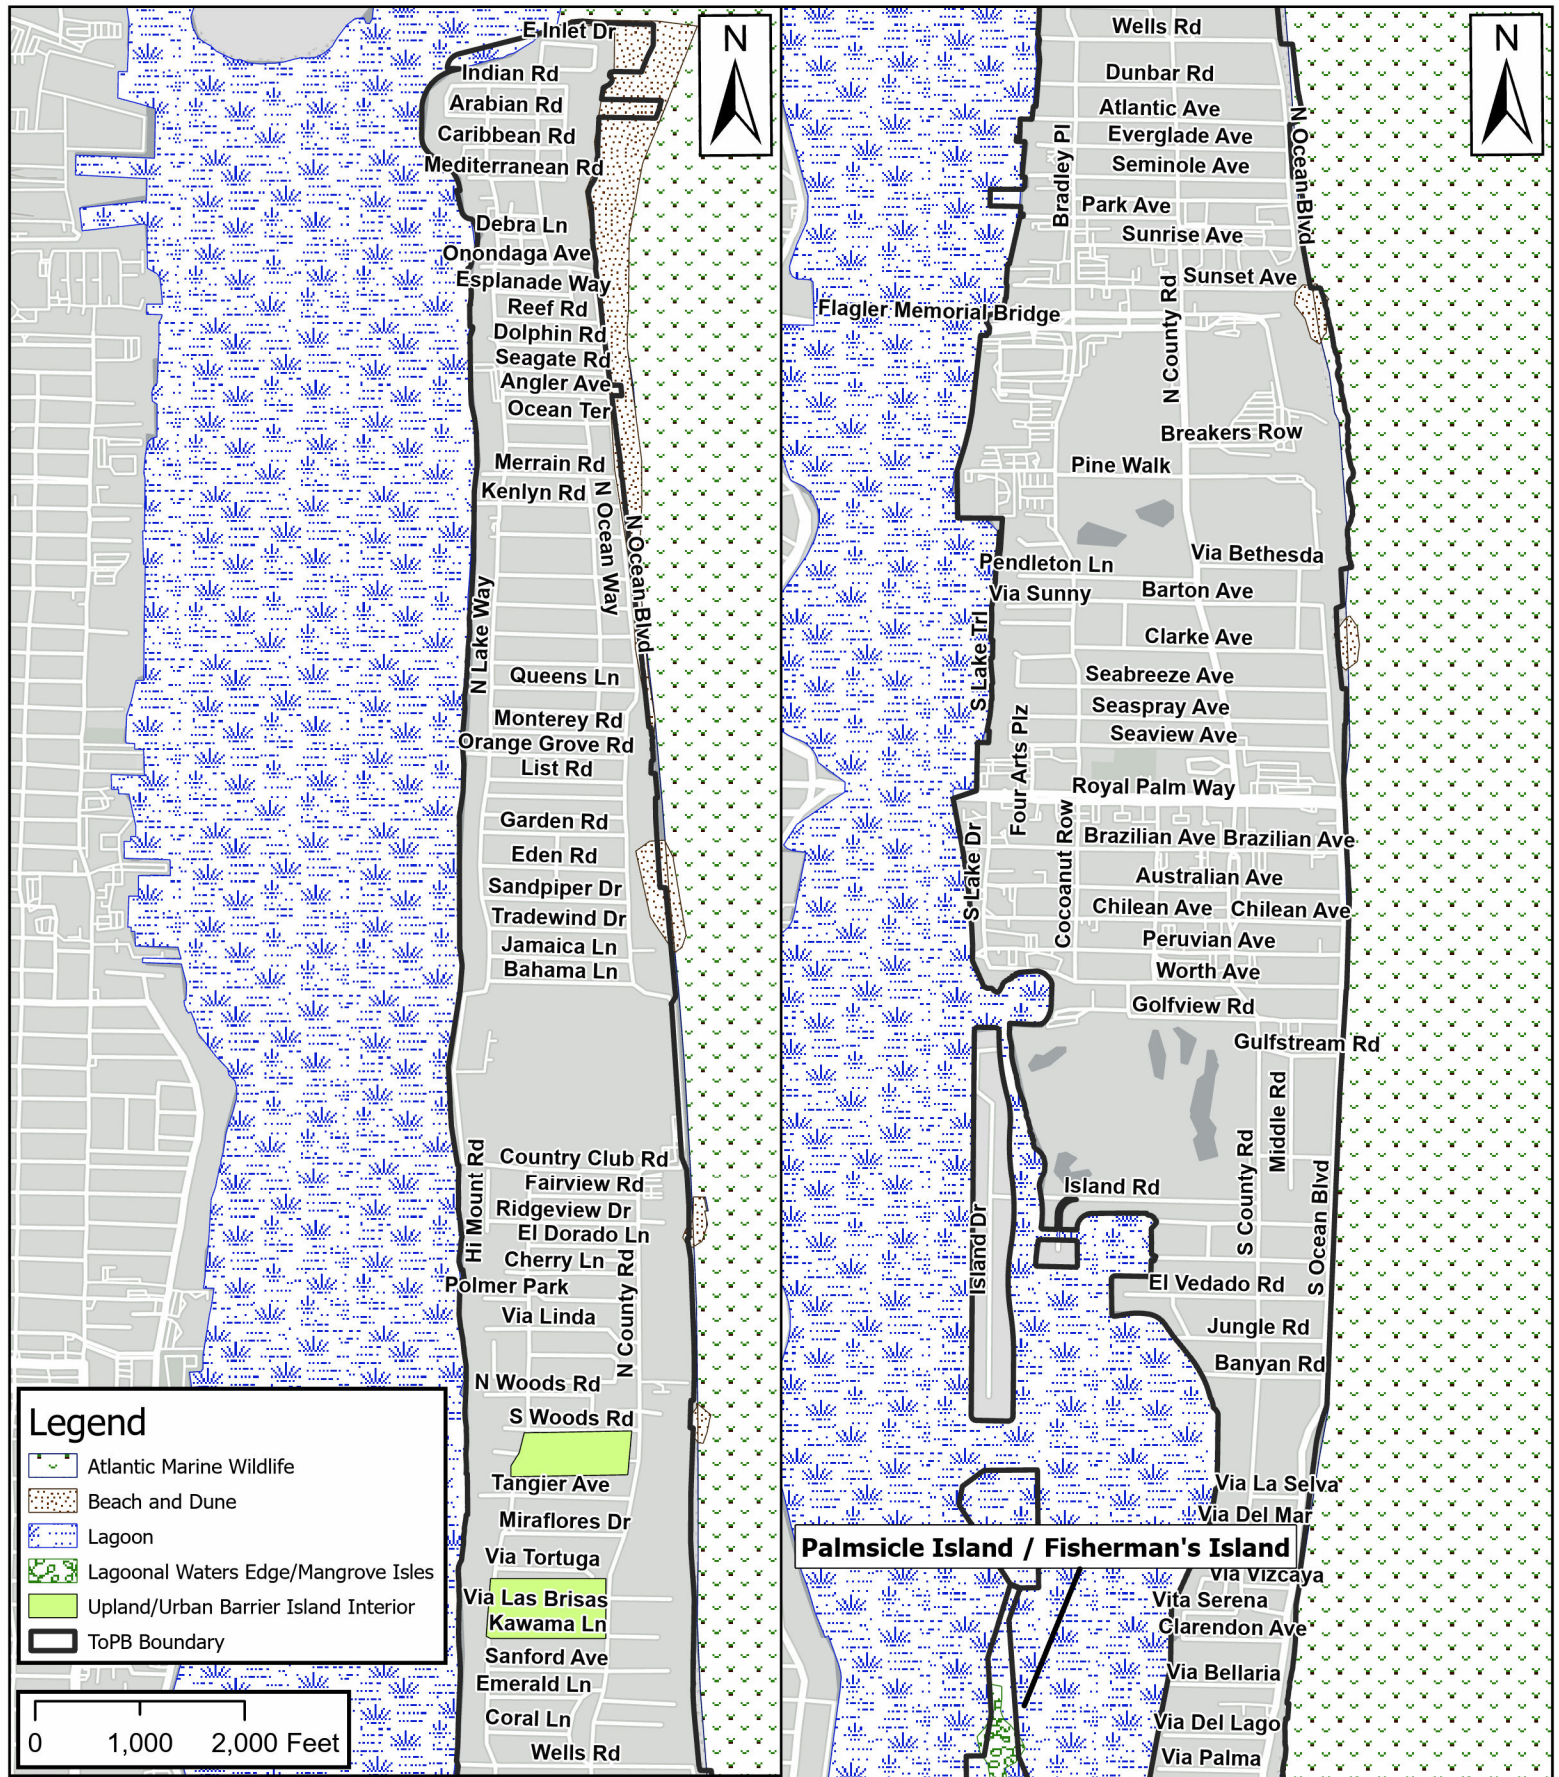 E Inlet Dr
Indian Rd
Arabian Rd
Caribbean Rd
Mediterranean Rd
Debra Ln
Onondaga Ave
Esplanade Way
Reef Rd
Dolphin Rd
Seagate Rd
Angler Ave
Ocean Ter
Merrain Rd
Kenlyn Rd
N Ocean Way
N Ocean Blvd
N Lake Way
Queens Ln
Monterey Rd
Orange Grove Rd
List Rd
Garden Rd
Eden Rd
Sandpiper Dr
Tradewind Dr
Jamaica Ln
Bahama Ln
Country Club Rd
Fairview Rd
Ridgeview Dr
El Dorado Ln
Hi Mount Rd
Cherry Ln
Polmer Park
Via Linda
N County Rd
N Woods Rd
S Woods Rd
Tangier Ave
Miraflores Dr
Via Tortuga
Via Las Brisas
Kawama Ln
Sanford Ave
Emerald Ln
Coral Ln
Wells Rd
N
Legend
Atlantic Marine Wildlife
Beach and Dune
Lagoon
Lagoonal Waters Edge/Mangrove Isles
Upland/Urban Barrier Island Interior
ToPB Boundary
0 1,000 2,000 Feet
Wells Rd
Dunbar Rd
Atlantic Ave
Everglade Ave
Seminole Ave
Bradley Pl
N Ocean Blvd
Park Ave
Sunrise Ave
Sunset Ave
Flagler Memorial Bridge
N County Rd
Breakers Row
Pine Walk
Via Bethesda
Pendleton Ln
Barton Ave
Via Sunny
Clarke Ave
S Lake Trl
Seabreeze Ave
Seaspray Ave
Seaview Ave
Four Arts Plz
Royal Palm Way
Brazilian Ave Brazilian Ave
S Lake Dr
Cocoanut Row
Australian Ave
Chilean Ave Chilean Ave
Peruvian Ave
Worth Ave
Golfview Rd
Gulfstream Rd
Middle Rd
S County Rd
S Ocean Blvd
Island Rd
Island Dr
El Vedado Rd
Jungle Rd
Banyan Rd
Via La Selva
Via Del Mar
Palmsicle Island / Fisherman's Island
Via Vizcaya
Vita Serena
Clarendon Ave
Via Bellaria
Via Del Lago
Via Palma
N